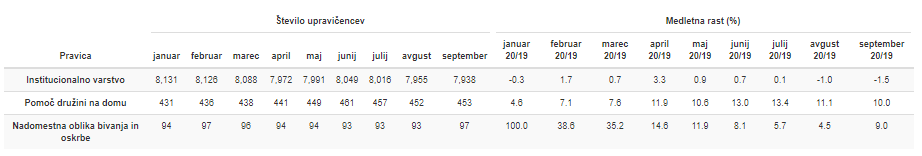 Število upravičencev Medletna rast (%)
Pravica januar februar marec april maj junij julij avgust september januar 20/19 februar 20/19 marec 20/19 april 20/19 maj 20/19 junij 20/19 julij 20/19 avgust 20/19 september 20/19
Institucionalno varstvo 8,131 8,126 8,088 7,972 7,991 8,049 8,016 7,955 7,938 -0.3 1.7 0.7 3.3 0.9 0.7 0.1 -1.0 -1.5
Pomoč družini na domu 431 436 438 441 449 461 457 452 453 4.6 7.1 7.6 11.9 10.6 13.0 13.4 11.1 10.0
Nadomestna oblika bivanja in oskrbe 94 97 96 94 94 93 93 93 97 100.0 38.6 35.2 14.6 11.9 8.1 5.7 4.5 9.0